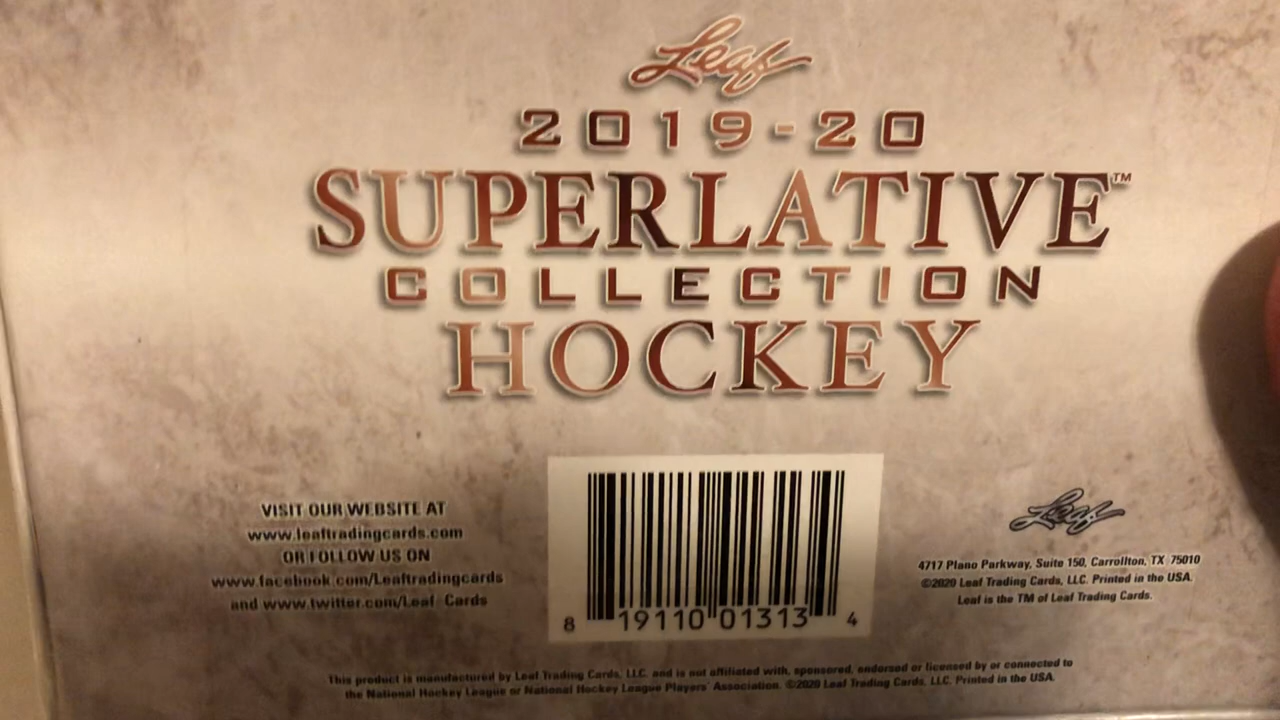 Leaf
2019-20
SUPERLATIVE™
COLLECTION
HOCKEY
VISIT OUR WEBSITE AT
www.leaftradingcards.com
OR FOLLOW US ON
www.facebook.com/Leaftradingcards
and www.twitter.com/Leaf_Cards
8 19110 01313 4
Leaf
4717 Plano Parkway, Suite 150, Carrollton, TX 75010
©2020 Leaf Trading Cards, LLC. Printed in the USA.
Leaf is the TM of Leaf Trading Cards.
This product is manufactured by Leaf Trading Cards, LLC. and is not affiliated with, sponsored, endorsed or licensed by or connected to
the National Hockey League or National Hockey League Players' Association. ©2020 Leaf Trading Cards, LLC. Printed in the USA.